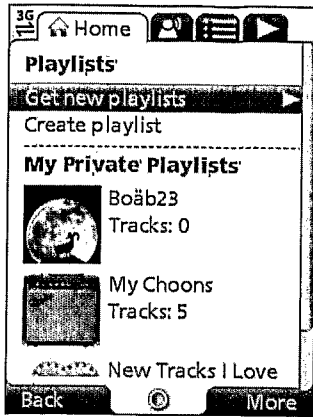 3G
Home
Playlists
Get new playlists
Create playlist
My Private Playlists
Boäb23
Tracks: 0
My Choons
Tracks: 5
New Tracks I Love
Back More